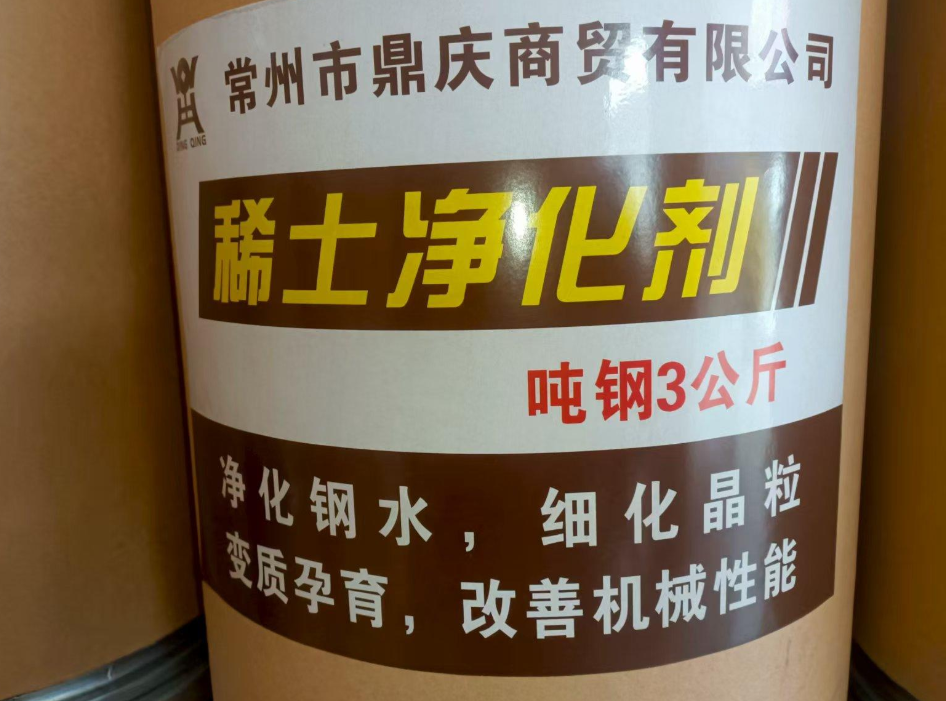 常州市鼎庆商贸有限公司
DING QING
稀土净化剂
吨钢3公斤
净化钢水，细化晶粒
变质孕育，改善机械性能